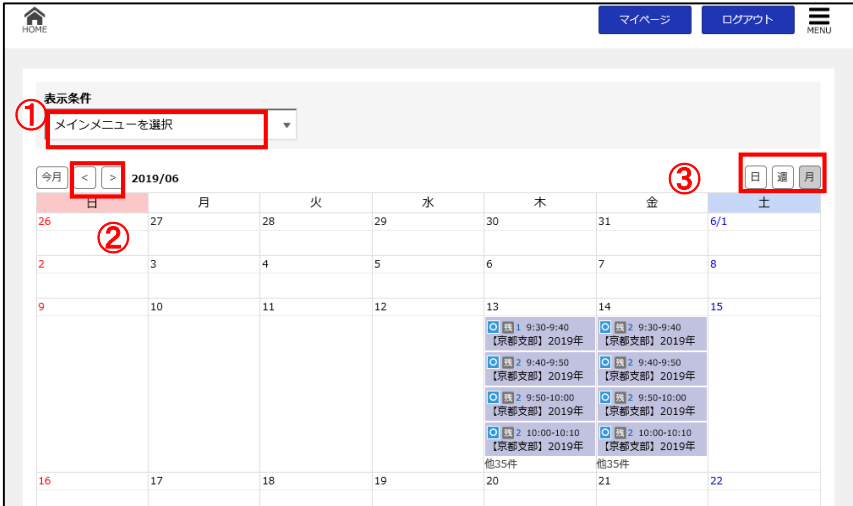 HOME マイページ ログアウト MENU
表示条件
① メインメニューを選択
今月 < > 2019/06 ③ 日 週 月
日 月 火 水 木 金 土
26 27 28 29 30 31 6/1
②
2 3 4 5 6 7 8
9 10 11 12 13 14 15
残 1 9:30-9:40 残 2 9:30-9:40
【京都支部】2019年 【京都支部】2019年
残 2 9:40-9:50 残 2 9:40-9:50
【京都支部】2019年 【京都支部】2019年
残 2 9:50-10:00 残 2 9:50-10:00
【京都支部】2019年 【京都支部】2019年
残 2 10:00-10:10 残 2 10:00-10:10
【京都支部】2019年 【京都支部】2019年
他35件 他35件
16 17 18 19 20 21 22